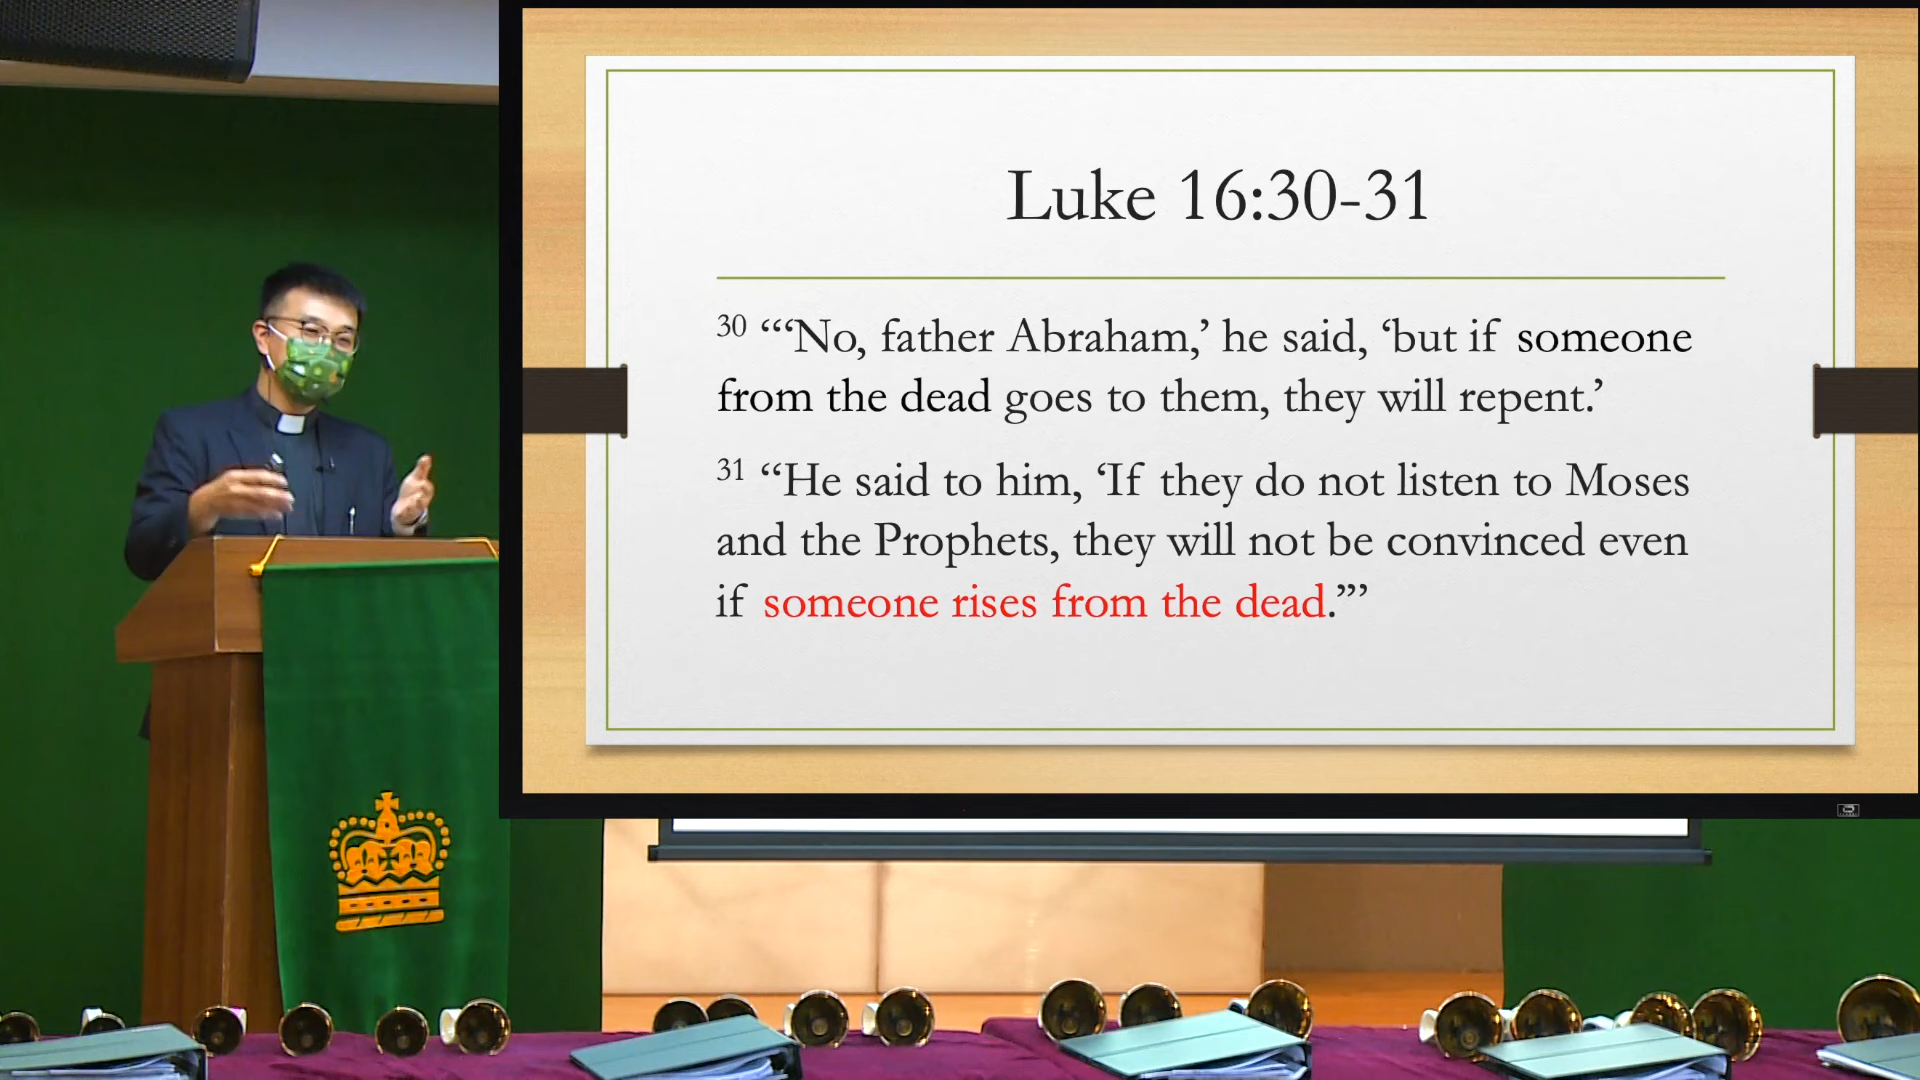 Luke 16:30-31
30 “‘No, father Abraham,’ he said, ‘but if someone
from the dead goes to them, they will repent.’
31 “He said to him, ‘If they do not listen to Moses
and the Prophets, they will not be convinced even
if someone rises from the dead.”’